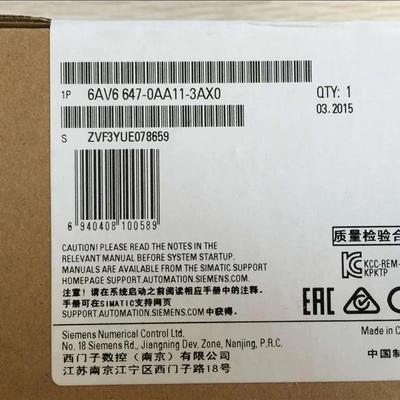 1P 6AV6 647-0AA11-3AX0 QTY: 1
03.2015
S ZVF3YUE078659
6 940408 100589
CAUTION! PLEASE READ THE NOTES IN THE
RELEVANT MANUAL BEFORE SYSTEM STARTUP.
MANUALS ARE AVAILABLE FROM THE SIMATIC SUPPORT
HOMEPAGE SUPPORT.AUTOMATION.SIEMENS.COM
注意！请在系统启动之前阅读相应手册中的注释。
手册可在SIMATIC支持网页
SUPPORT.AUTOMATION.SIEMENS.COM 中获得。
质量检验合
KCC-REM-
KPKTP
EAC
Siemens Numerical Control Ltd.
No. 18 Siemens Rd., Jiangning Dev. Zone, Nanjing, P.R.C.
西门子数控（南京）有限公司
江苏南京江宁区西门子路18号
Made in C
中国制